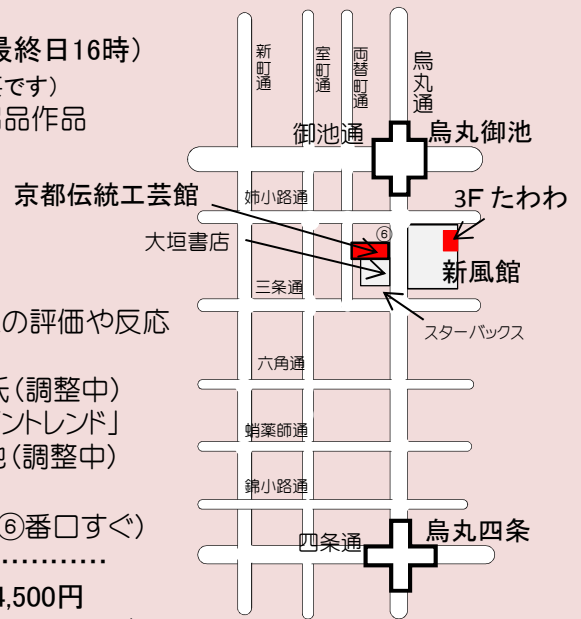 最終日16時）
です）
品作品
の評価や反応
氏（調整中）
ントレンド」
（調整中）
⑥番口すぐ）
…………
4,500円
新町通
室町通
両替町通
烏丸通
御池通
烏丸御池
京都伝統工芸館
姉小路通
3F たわわ
⑥
大垣書店
新風館
三条通
スターバックス
六角通
蛸薬師通
錦小路通
四条通
烏丸四条